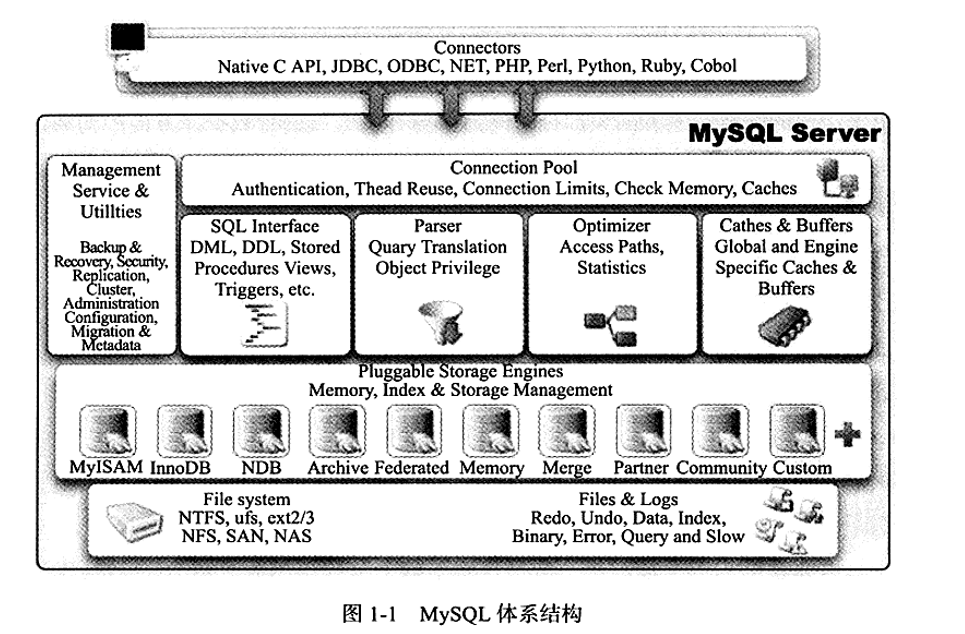 Connectors
Native C API, JDBC, ODBC, NET, PHP, Perl, Python, Ruby, Cobol
MySQL Server
Management
Service &
Utillties
Backup &
Recovery, Security,
Replication,
Cluster,
Administration
Configuration,
Migration &
Metadata
Connection Pool
Authentication, Thead Reuse, Connection Limits, Check Memory, Caches
SQL Interface
DML, DDL, Stored
Procedures Views,
Triggers, etc.
Parser
Quary Translation
Object Privilege
Optimizer
Access Paths,
Statistics
Cathes & Buffers
Global and Engine
Specific Caches &
Buffers
Pluggable Storage Engines
Memory, Index & Storage Management
MyISAM InnoDB NDB Archive Federated Memory Merge Partner Community Custom
File system
NTFS, ufs, ext2/3
NFS, SAN, NAS
Files & Logs
Redo, Undo, Data, Index,
Binary, Error, Query and Slow
图 1-1 MySQL 体系结构